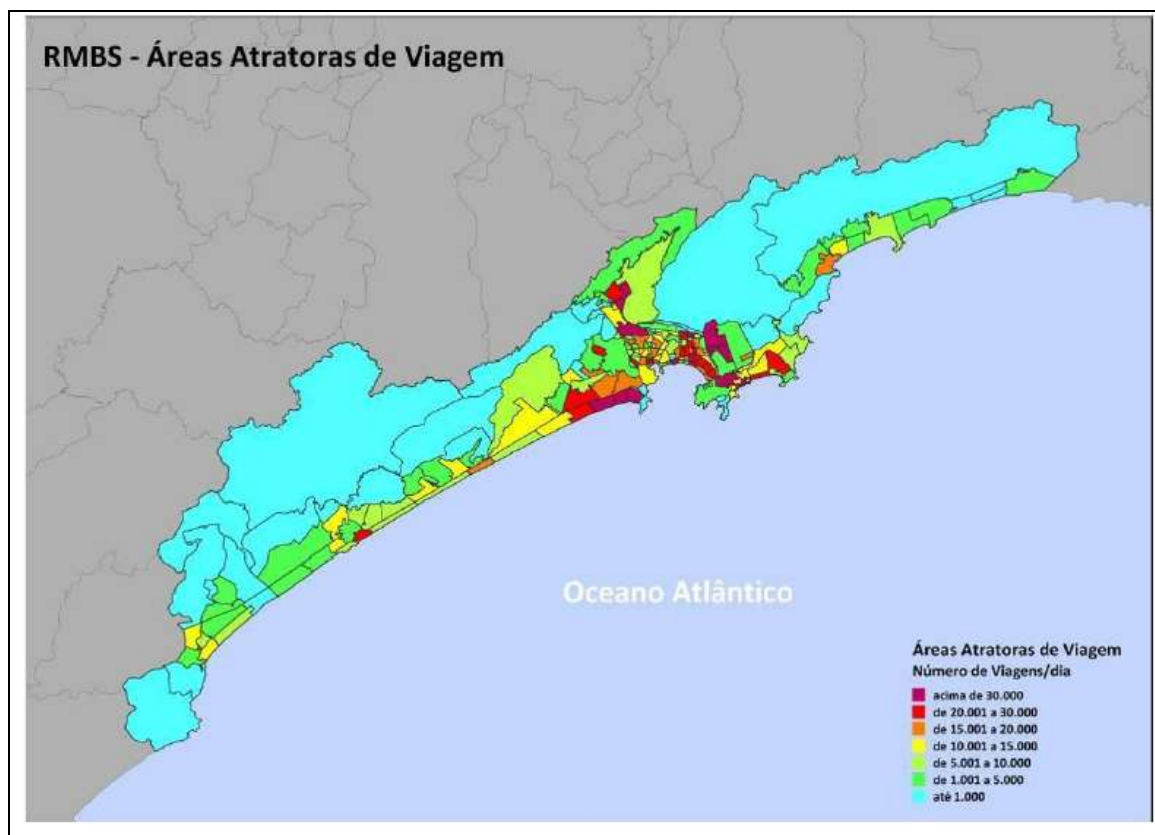 RMBS - Áreas Atratoras de Viagem
Oceano Atlântico
Áreas Atratoras de Viagem
Número de Viagens/dia
acima de 30.000
de 20.001 a 30.000
de 15.001 a 20.000
de 10.001 a 15.000
de 5.001 a 10.000
de 1.001 a 5.000
até 1.000